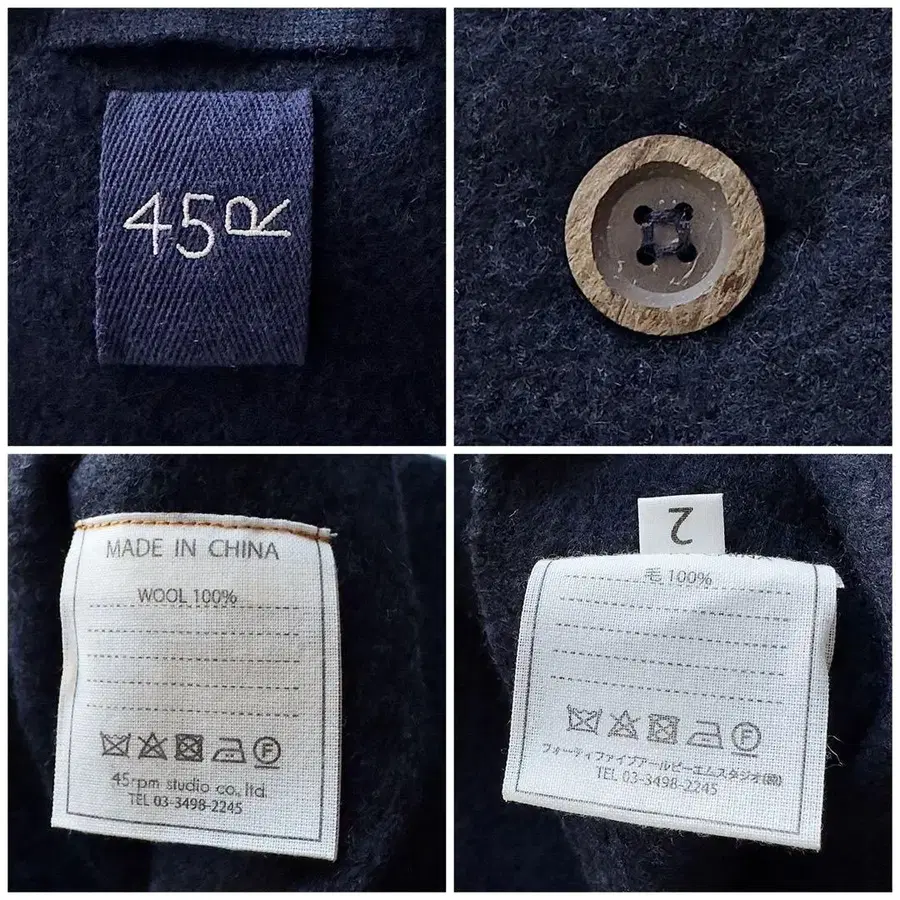 45R
MADE IN CHINA
WOOL 100%
F
45rpm studio co., ltd.
TEL 03-3498-2245
2
毛 100%
F
フォーティファイブアールピーエムスタジオ(株)
TEL 03-3498-2245